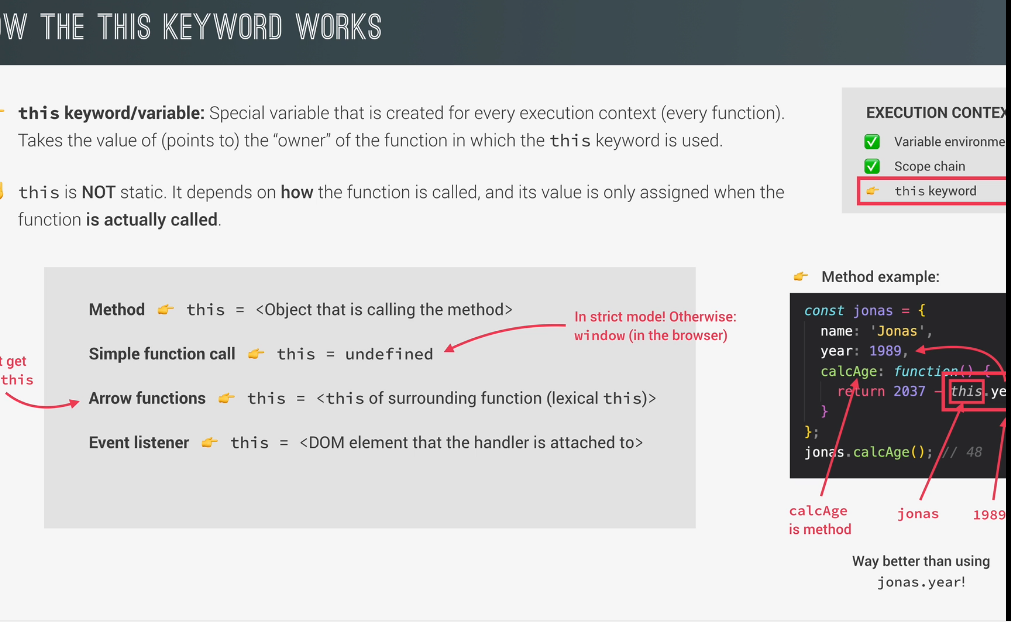 OW THE THIS KEYWORD WORKS
this keyword/variable: Special variable that is created for every execution context (every function).
Takes the value of (points to) the “owner” of the function in which the this keyword is used.
this is NOT static. It depends on how the function is called, and its value is only assigned when the
function is actually called.
EXECUTION CONTEX
Variable environme
Scope chain
this keyword
Method 👉 this = <Object that is calling the method>
Simple function call 👉 this = undefined
In strict mode! Otherwise:
window (in the browser)
t get
this
Arrow functions 👉 this = <this of surrounding function (lexical this)>
Event listener 👉 this = <DOM element that the handler is attached to>
Method example:
const jonas = {
name: 'Jonas',
year: 1989,
calcAge: function() {
return 2037 - this.ye
}
};
jonas.calcAge(); // 48
calcAge
is method
jonas
1989
Way better than using
jonas.year!